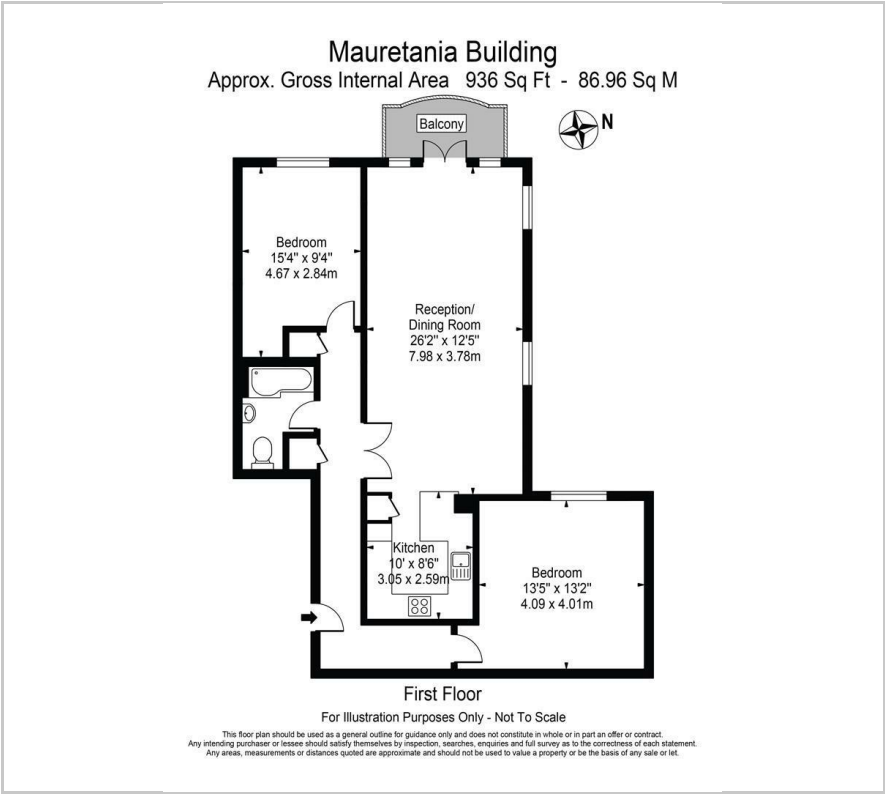 Mauretania Building
Approx. Gross Internal Area 936 Sq Ft - 86.96 Sq M
Balcony
N
Bedroom
15'4" x 9'4"
4.67 x 2.84m
Reception/
Dining Room
26'2" x 12'5"
7.98 x 3.78m
Kitchen
10' x 8'6"
3.05 x 2.59m
Bedroom
13'5" x 13'2"
4.09 x 4.01m
First Floor
For Illustration Purposes Only - Not To Scale
This floor plan should be used as a general outline for guidance only and does not constitute in whole or in part an offer or contract.
Any intending purchaser or lessee should satisfy themselves by inspection, searches, enquiries and full survey as to the correctness of each statement.
Any areas, measurements or distances quoted are approximate and should not be used to value a property or be the basis of any sale or let.